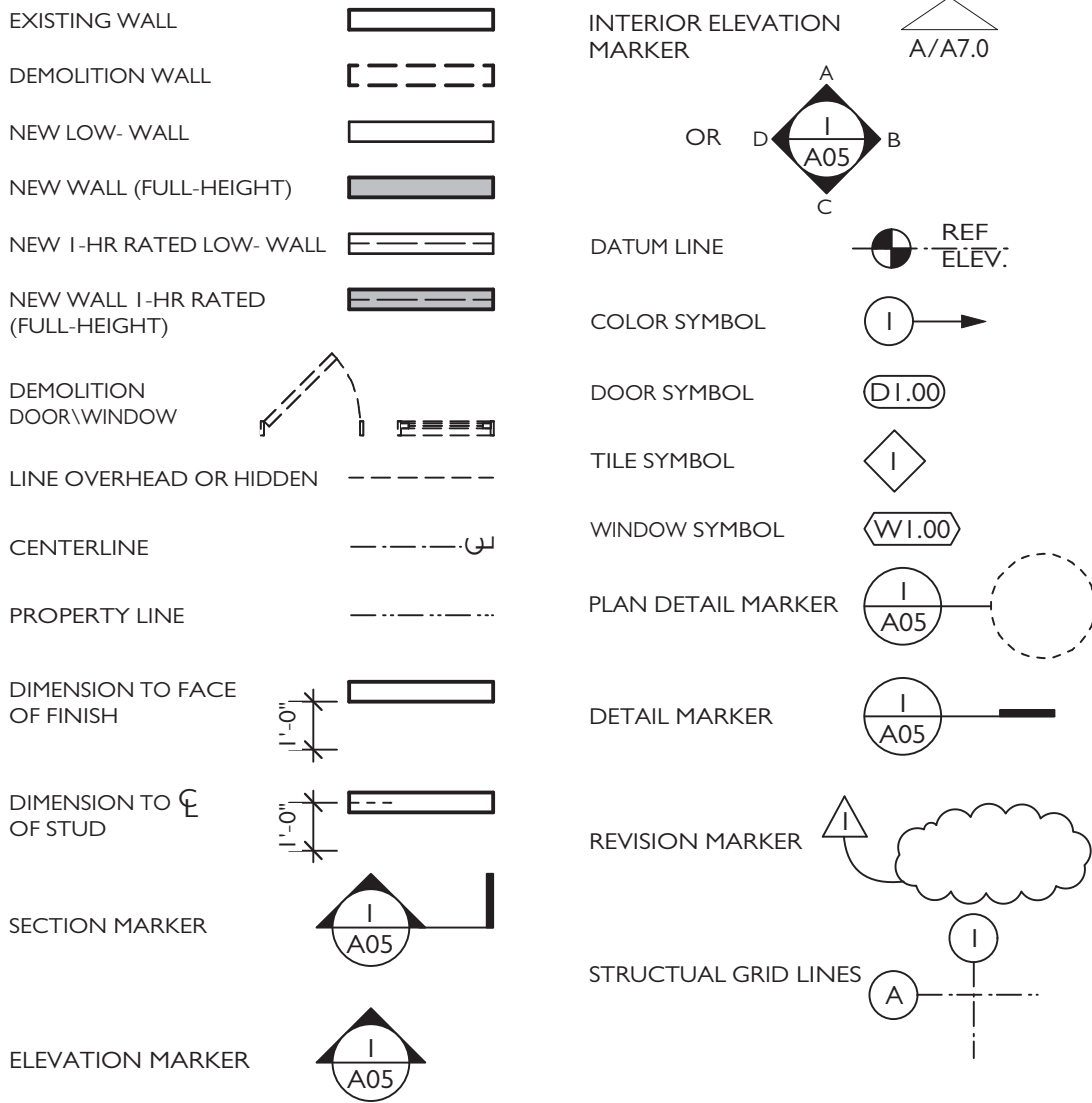 EXISTING WALL
DEMOLITION WALL
NEW LOW- WALL
NEW WALL (FULL-HEIGHT)
NEW 1-HR RATED LOW- WALL
NEW WALL 1-HR RATED
(FULL-HEIGHT)
DEMOLITION
DOOR\WINDOW
LINE OVERHEAD OR HIDDEN
CENTERLINE
CL
PROPERTY LINE
DIMENSION TO FACE
OF FINISH
1'-0"
DIMENSION TO ℄
OF STUD
1'-0"
SECTION MARKER
1
A05
ELEVATION MARKER
1
A05
INTERIOR ELEVATION
MARKER
A/A7.0
OR
A
D
1
A05
B
C
DATUM LINE
REF
ELEV.
COLOR SYMBOL
1
DOOR SYMBOL
D1.00
TILE SYMBOL
1
WINDOW SYMBOL
W1.00
PLAN DETAIL MARKER
1
A05
DETAIL MARKER
1
A05
REVISION MARKER
1
STRUCTUAL GRID LINES
1
A